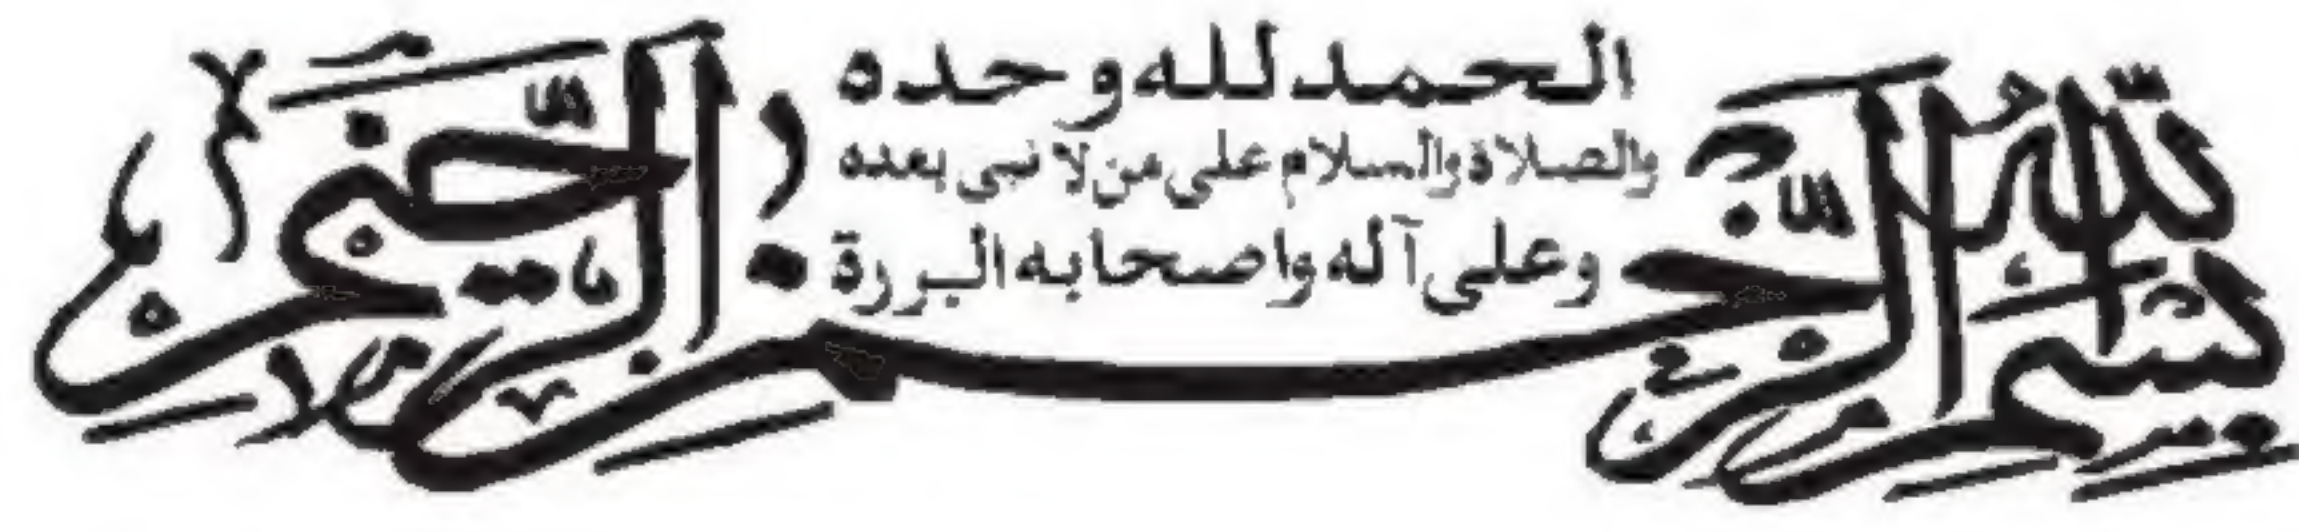 بسم الله الرحمن الرحيم
الحمد لله وحده
والصلاة والسلام على من لا نبي بعده
وعلى آله واصحابه البررة